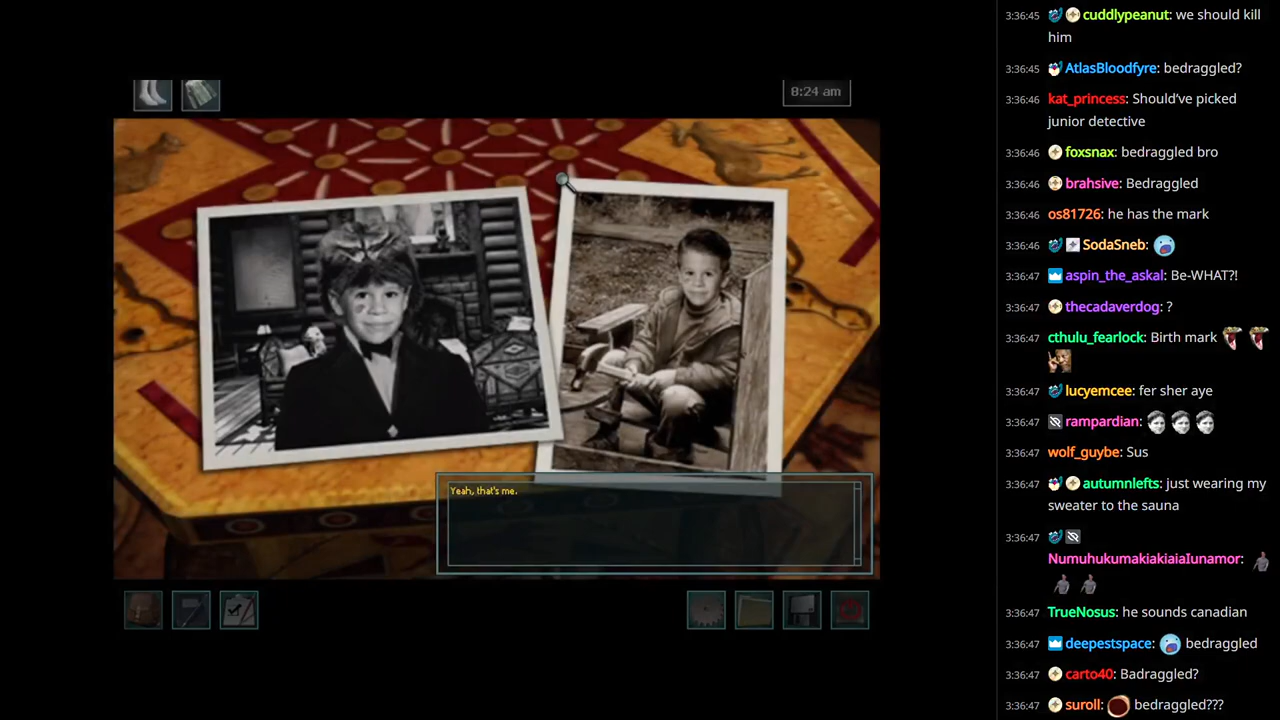 8:24 am
Yeah, that's me.
3:36:45 cuddlypeanut: we should kill
him
3:36:45 AtlasBloodfyre: bedraggled?
3:36:46 kat_princess: Should've picked
junior detective
3:36:46 foxsnax: bedraggled bro
3:36:46 brahsive: Bedraggled
3:36:46 os81726: he has the mark
3:36:46 SodaSneb:
3:36:47 aspin_the_askal: Be-WHAT?!
3:36:47 thecadaverdog: ?
3:36:47 cthulu_fearlock: Birth mark
3:36:47 lucyemcee: fer sher aye
3:36:47 rampardian:
3:36:47 wolf_guybe: Sus
3:36:47 autumnlefts: just wearing my
sweater to the sauna
3:36:47
NumuhukumakiakiaiaIunamor:
3:36:47 TrueNosus: he sounds canadian
3:36:47 deepestspace: bedraggled
3:36:47 carto40: Badraggled?
3:36:47 suroll: bedraggled???